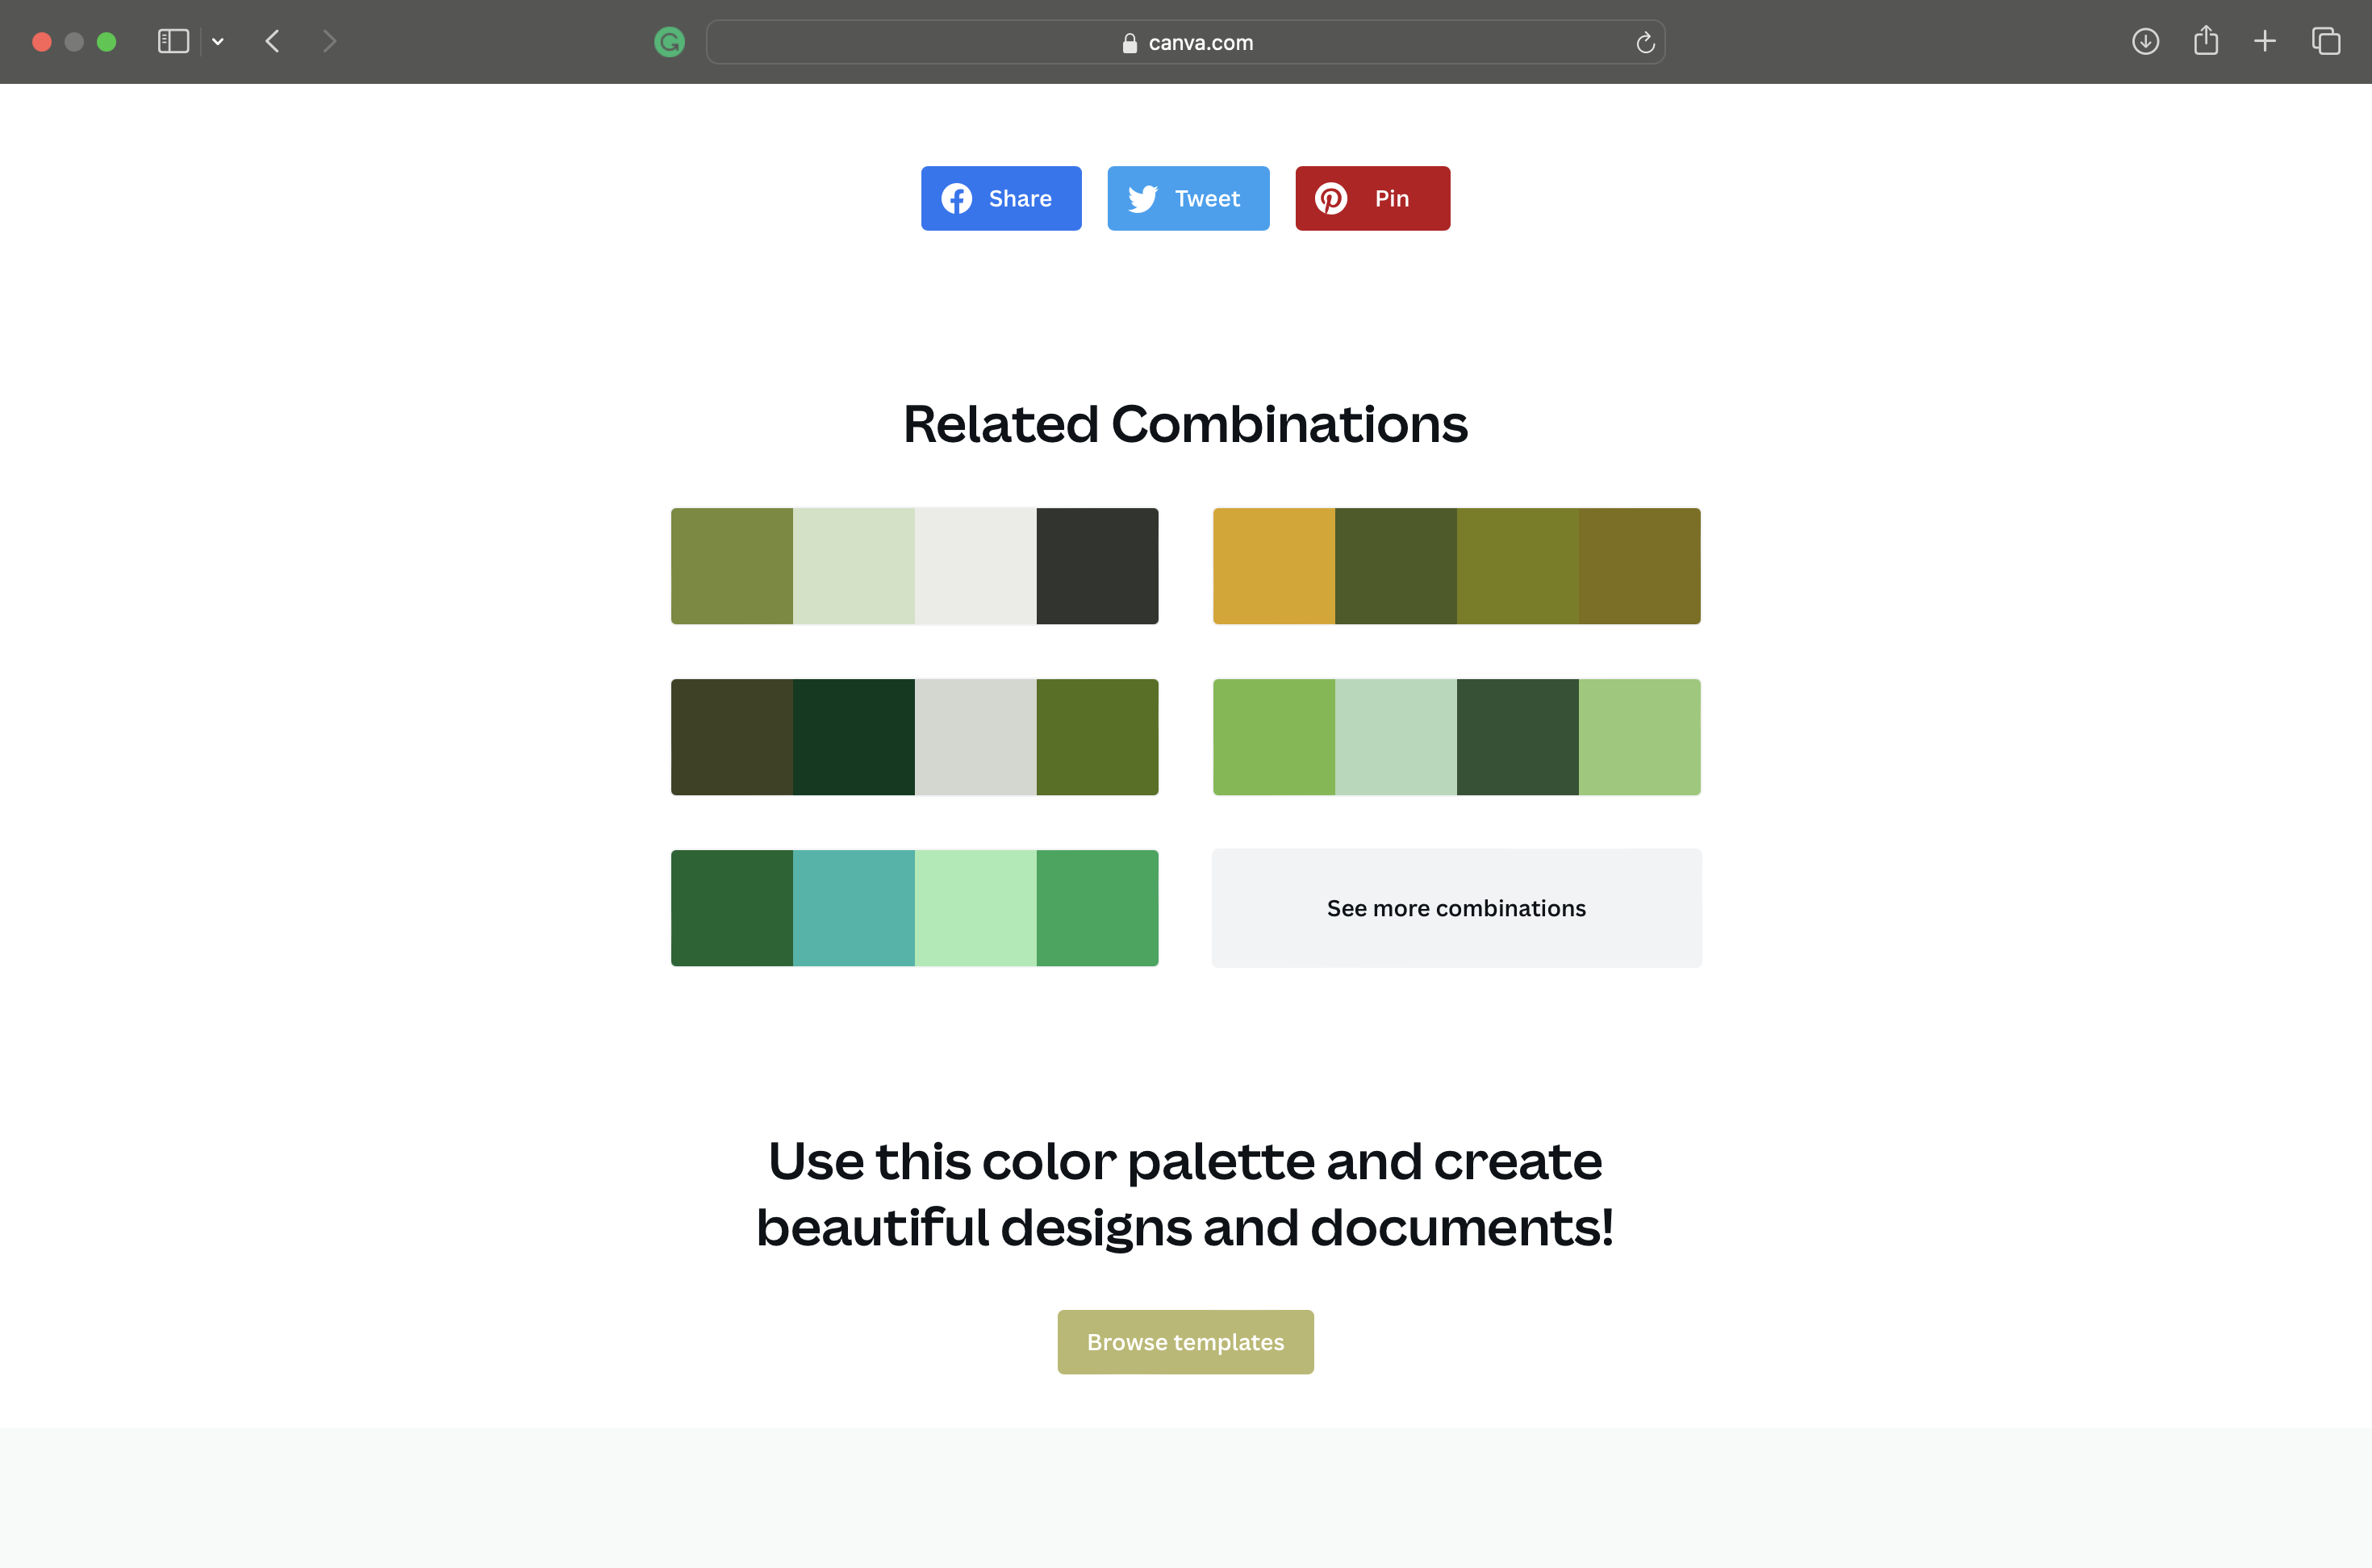 canva.com
Share
Tweet
Pin
Related Combinations
See more combinations
Use this color palette and create
beautiful designs and documents!
Browse templates